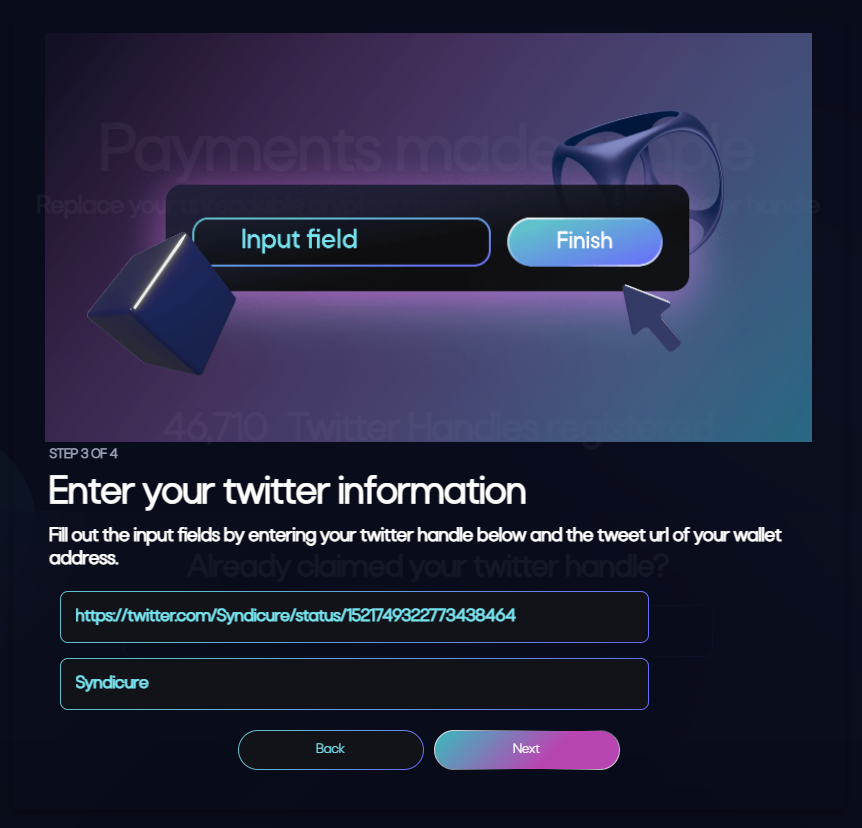 Payments made simple
Replace your handle
Input field
Finish
46,710 Twitter Handles registered
STEP 3 OF 4
Enter your twitter information
Fill out the input fields by entering your twitter handle below and the tweet url of your wallet
address.
Already claimed your twitter handle?
https://twitter.com/Syndicure/status/1521749322773438464
Syndicure
Back
Next